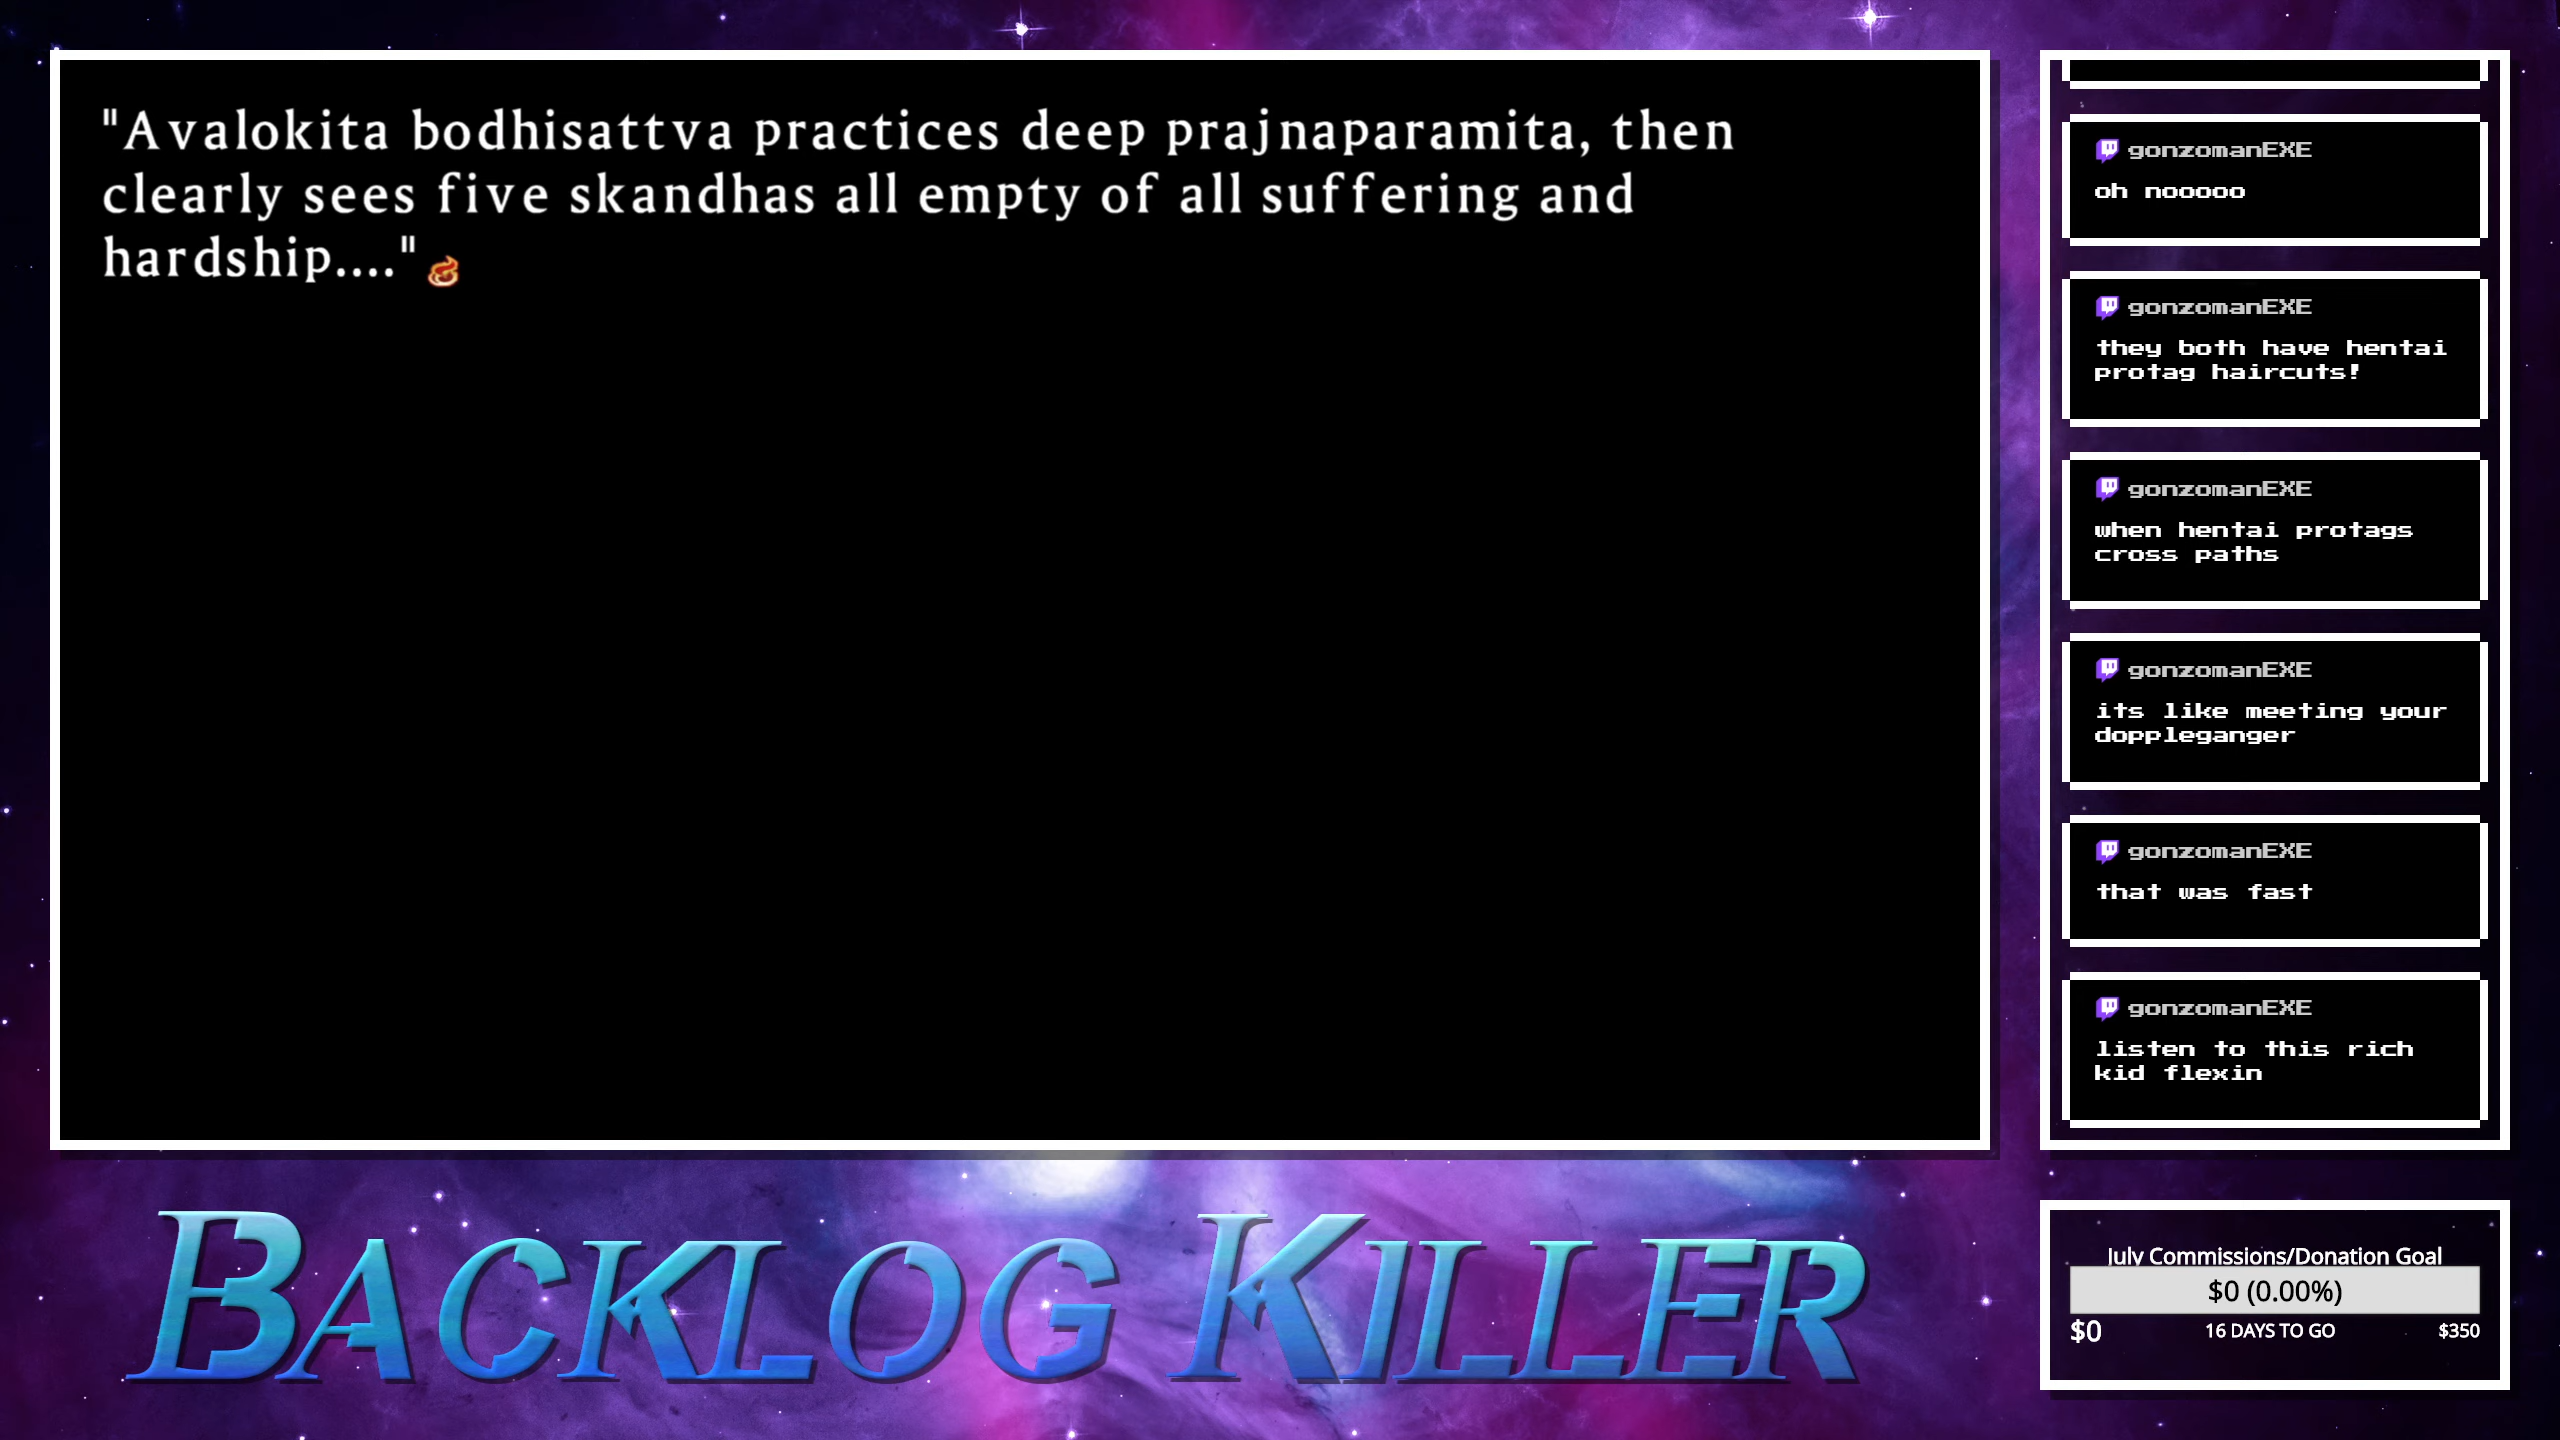 "Avalokita bodhisattva practices deep prajnaparamita, then
clearly sees five skandhas all empty of all suffering and
hardship...."
gonzomanEXE
oh nooooo
gonzomanEXE
they both have hentai
protag haircuts!
gonzomanEXE
when hentai protags
cross paths
gonzomanEXE
its like meeting your
doppleganger
gonzomanEXE
that was fast
gonzomanEXE
listen to this rich
kid flexin
BACKLOG KILLER
July Commissions/Donation Goal
$0 (0.00%)
$0 16 DAYS TO GO $350